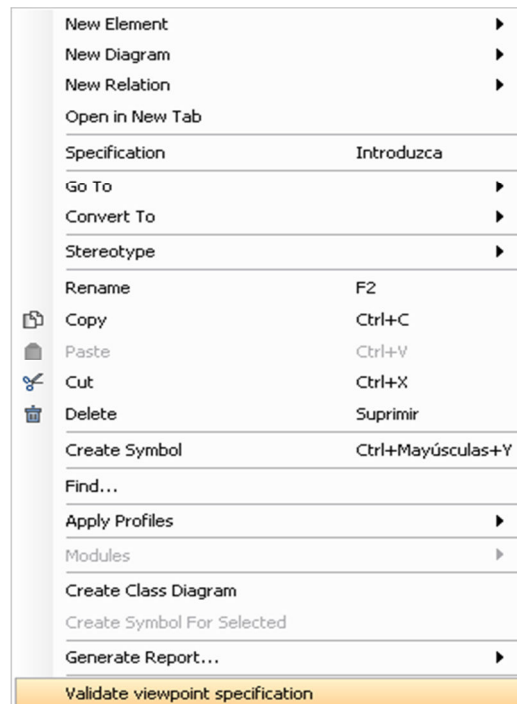 New Element
New Diagram
New Relation
Open in New Tab
Specification Introduzca
Go To
Convert To
Stereotype
Rename F2
Copy Ctrl+C
Paste Ctrl+V
Cut Ctrl+X
Delete Suprimir
Create Symbol Ctrl+Mayúsculas+Y
Find...
Apply Profiles
Modules
Create Class Diagram
Create Symbol For Selected
Generate Report...
Validate viewpoint specification